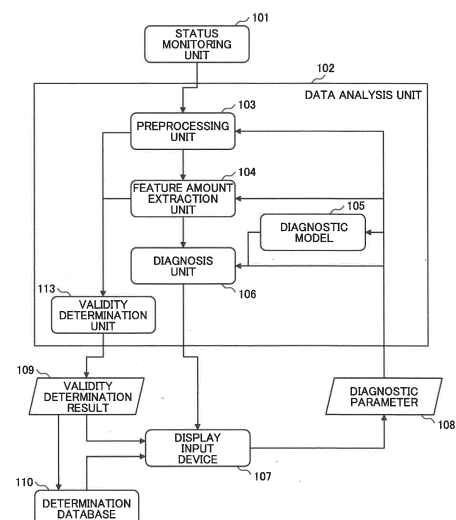 101
STATUS
MONITORING
UNIT
102
DATA ANALYSIS UNIT
103
PREPROCESSING
UNIT
104
FEATURE AMOUNT
EXTRACTION
UNIT
105
DIAGNOSTIC
MODEL
DIAGNOSIS
UNIT
106
113
VALIDITY
DETERMINATION
UNIT
109
VALIDITY
DETERMINATION
RESULT
DIAGNOSTIC
PARAMETER
108
DISPLAY
INPUT
DEVICE
107
110
DETERMINATION
DATABASE